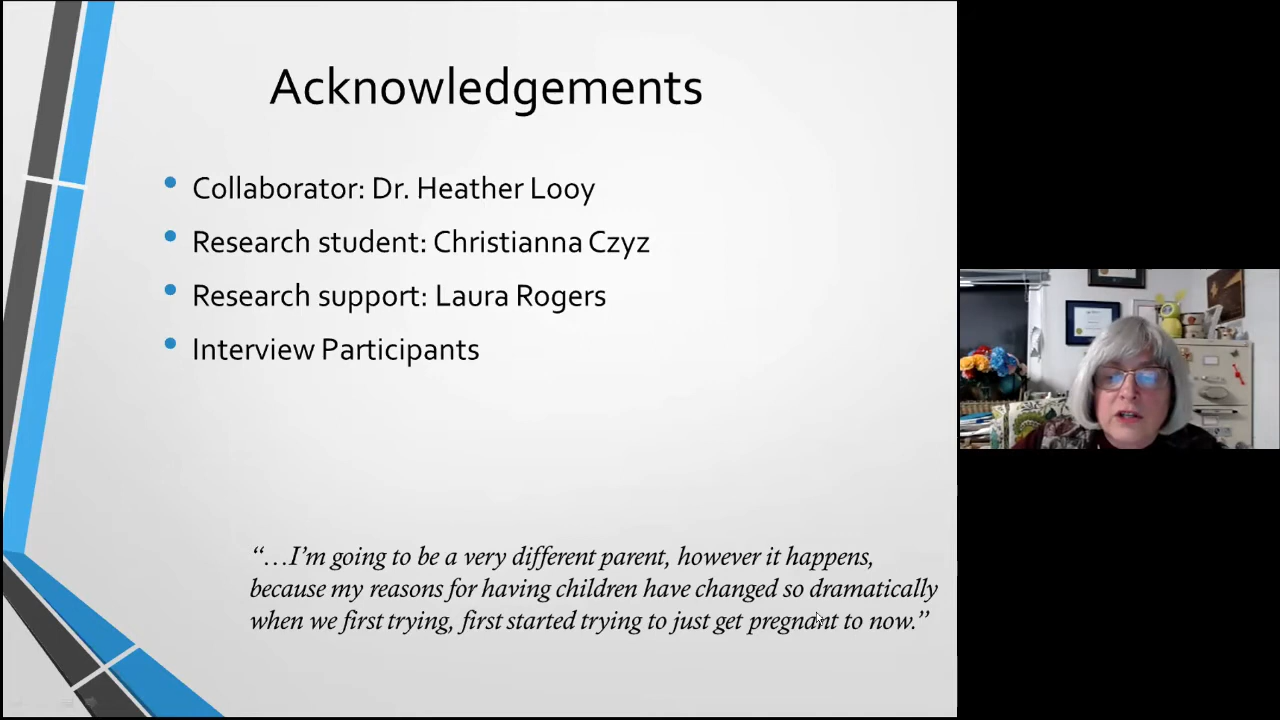 Acknowledgements
• Collaborator: Dr. Heather Looy
• Research student: Christianna Czyz
• Research support: Laura Rogers
• Interview Participants
“…I’m going to be a very different parent, however it happens,
because my reasons for having children have changed so dramatically
when we first trying, first started trying to just get pregnant to now.”